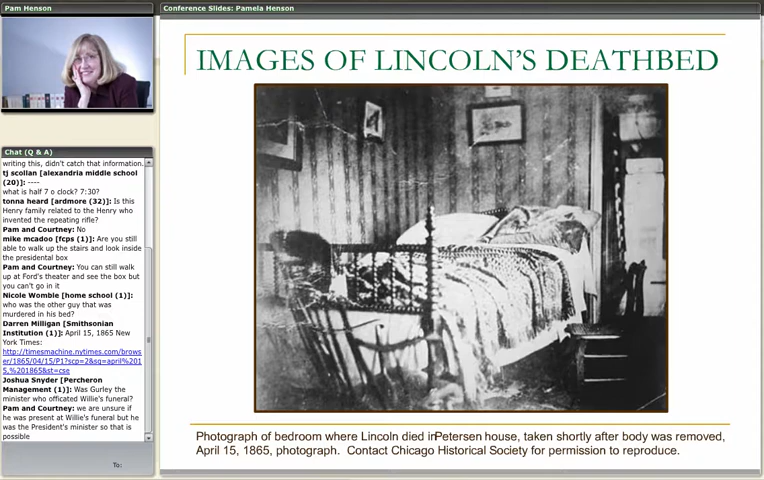 Pam Henson
Conference Slides: Pamela Henson
IMAGES OF LINCOLN'S DEATHBED
Photograph of bedroom where Lincoln died in Petersen house, taken shortly after body was removed,
April 15, 1865, photograph. Contact Chicago Historical Society for permission to reproduce.
Chat (Q & A)
writing this, didn't catch that information.
tj scollan [alexandria middle school
(20)]: ----
what is half 7 o clock? 7:30?
tonna heard [ardmore (32)]: Is this
Henry family related to the Henry who
invented the repeating rifle?
Pam and Courtney: No
mike mcadoo [fcps (1)]: Are you still
able to walk up the stairs and look inside
the presidental box
Pam and Courtney: You can still walk
up at Ford's theater and see the box but
you can't go in it
Nicole Womble [home school (1)]:
who was the other guy that was
murdered in his bed?
Darren Milligan [Smithsonian
Institution (1)]: April 15, 1865 New
York Times:
http://timesmachine.nytimes.com/brows
er/1865/04/15/P1?scp=2&sq=april%201
5,%201865&st=cse
Joshua Snyder [Percheron
Management (1)]: Was Gurley the
minister who officated Willie's funeral?
Pam and Courtney: we are unsure if
he was present at Willie's funeral but he
was the President's minister so that is
possible
To: